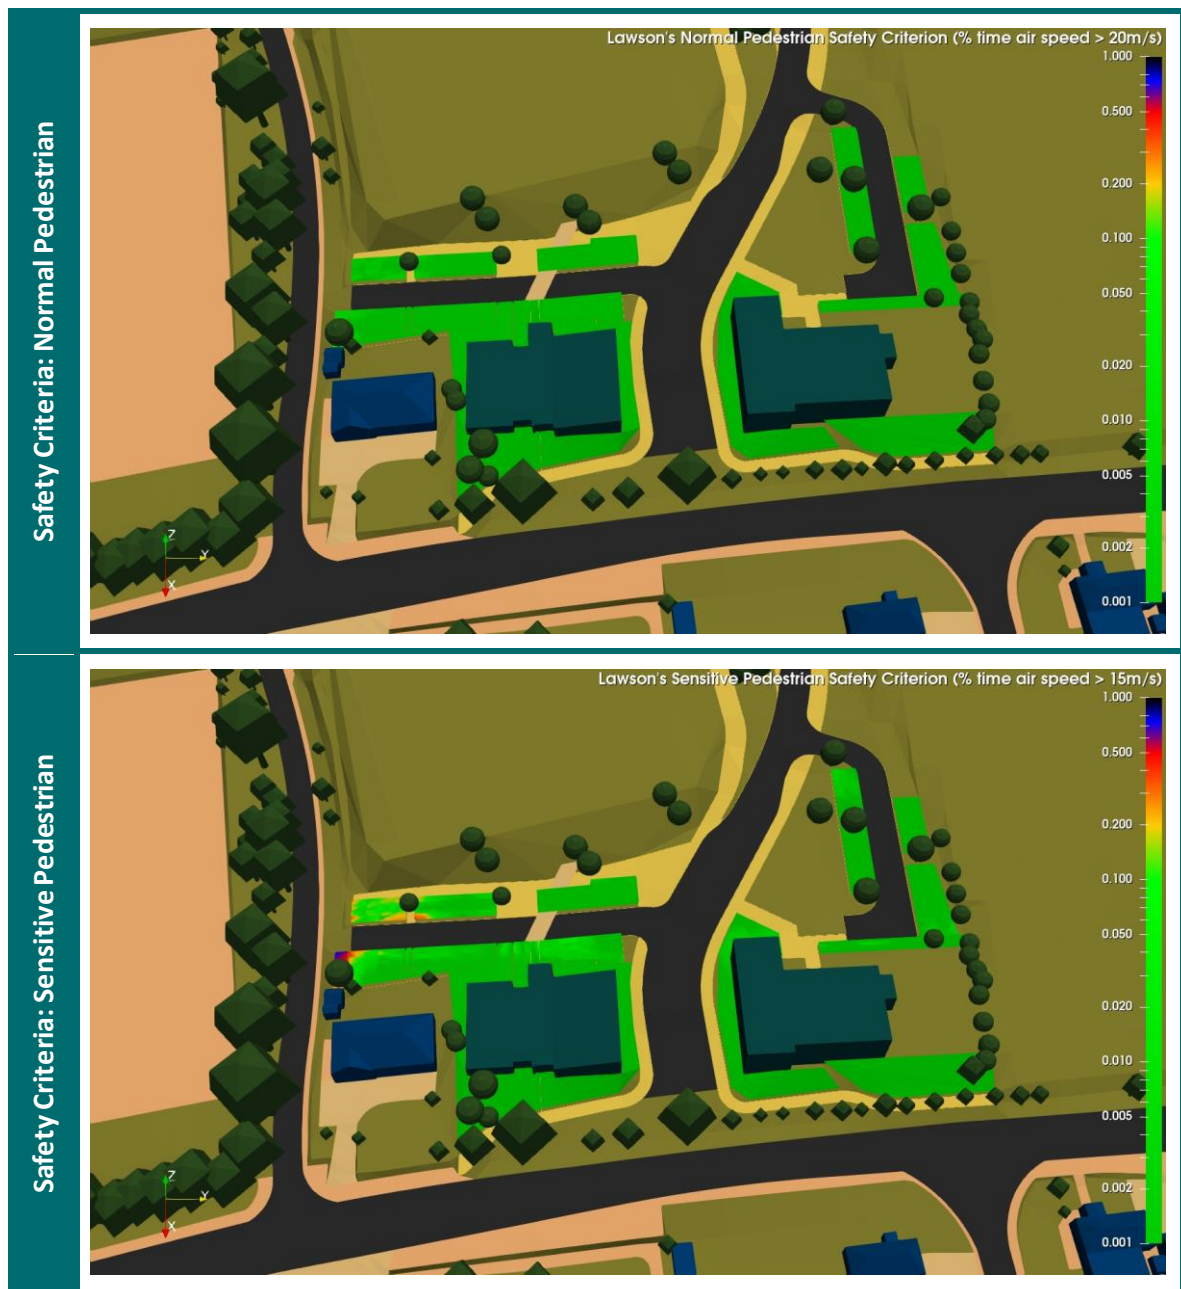 Safety Criteria: Normal Pedestrian
Lawson's Normal Pedestrian Safety Criterion (% time air speed > 20m/s)
1.000
0.500
0.200
0.100
0.050
0.020
0.010
0.005
0.002
0.001
Z
Y
X
Safety Criteria: Sensitive Pedestrian
Lawson's Sensitive Pedestrian Safety Criterion (% time air speed > 15m/s)
1.000
0.500
0.200
0.100
0.050
0.020
0.010
0.005
0.002
0.001
Z
Y
X